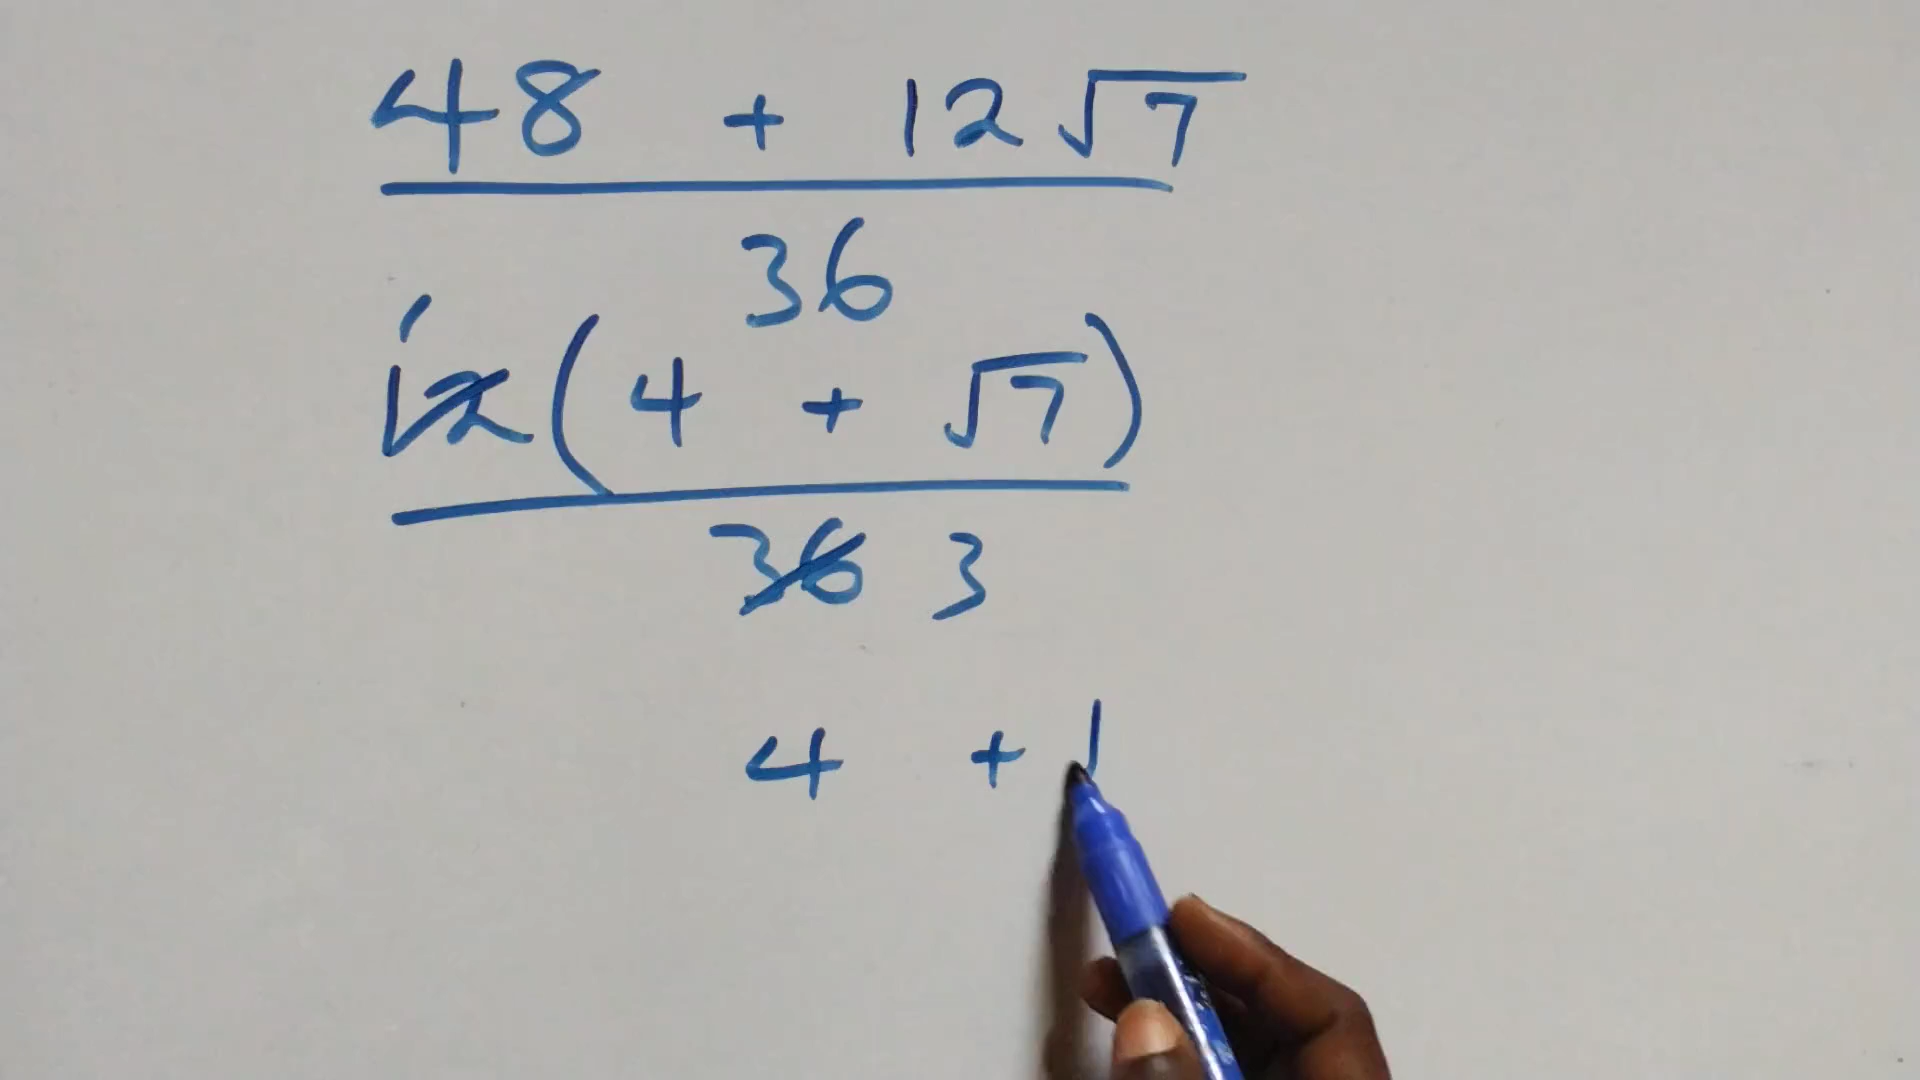 48 + 12√7
36
12(4 + √7)
36 3
4 +